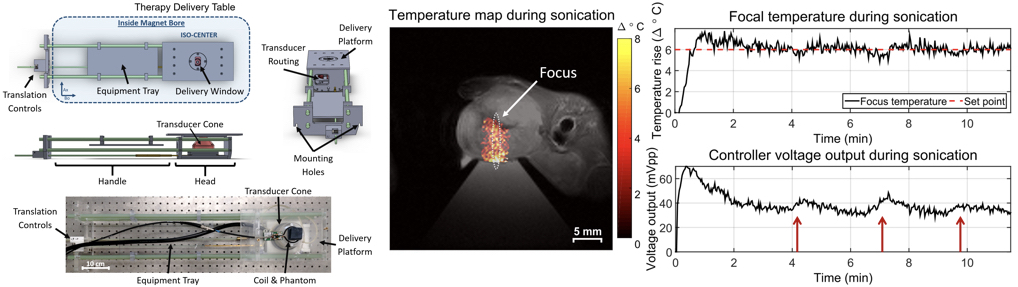 Therapy Delivery Table
Inside Magnet Bore
ISO-CENTER
Translation
Controls
Equipment Tray
Delivery Window
Delivery
Platform
Transducer
Routing
Mounting
Holes
Transducer Cone
Handle
Head
Translation
Controls
Transducer Cone
Delivery
Platform
10 cm
Equipment Tray
Coil & Phantom
Temperature map during sonication
Δ °C
Focus
5 mm
8
6
4
2
0
Focal temperature during sonication
Temperature rise (Δ °C)
8
6
4
2
0
Focus temperature
Set point
0 2 4 6 8 10
Time (min)
Controller voltage output during sonication
Voltage output (mVpp)
60
40
20
0
0 2 4 6 8 10
Time (min)